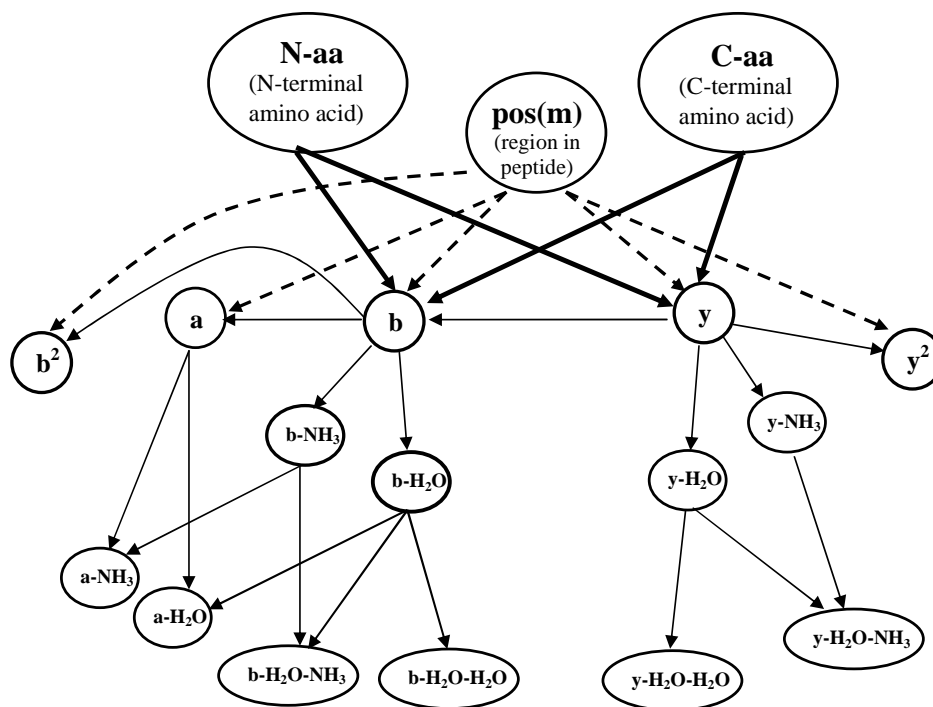 N-aa
(N-terminal
amino acid)
C-aa
(C-terminal
amino acid)
pos(m)
(region in
peptide)
b²
a
b
y
y²
b-NH₃
y-NH₃
b-H₂O
y-H₂O
a-NH₃
a-H₂O
b-H₂O-NH₃
b-H₂O-H₂O
y-H₂O-H₂O
y-H₂O-NH₃